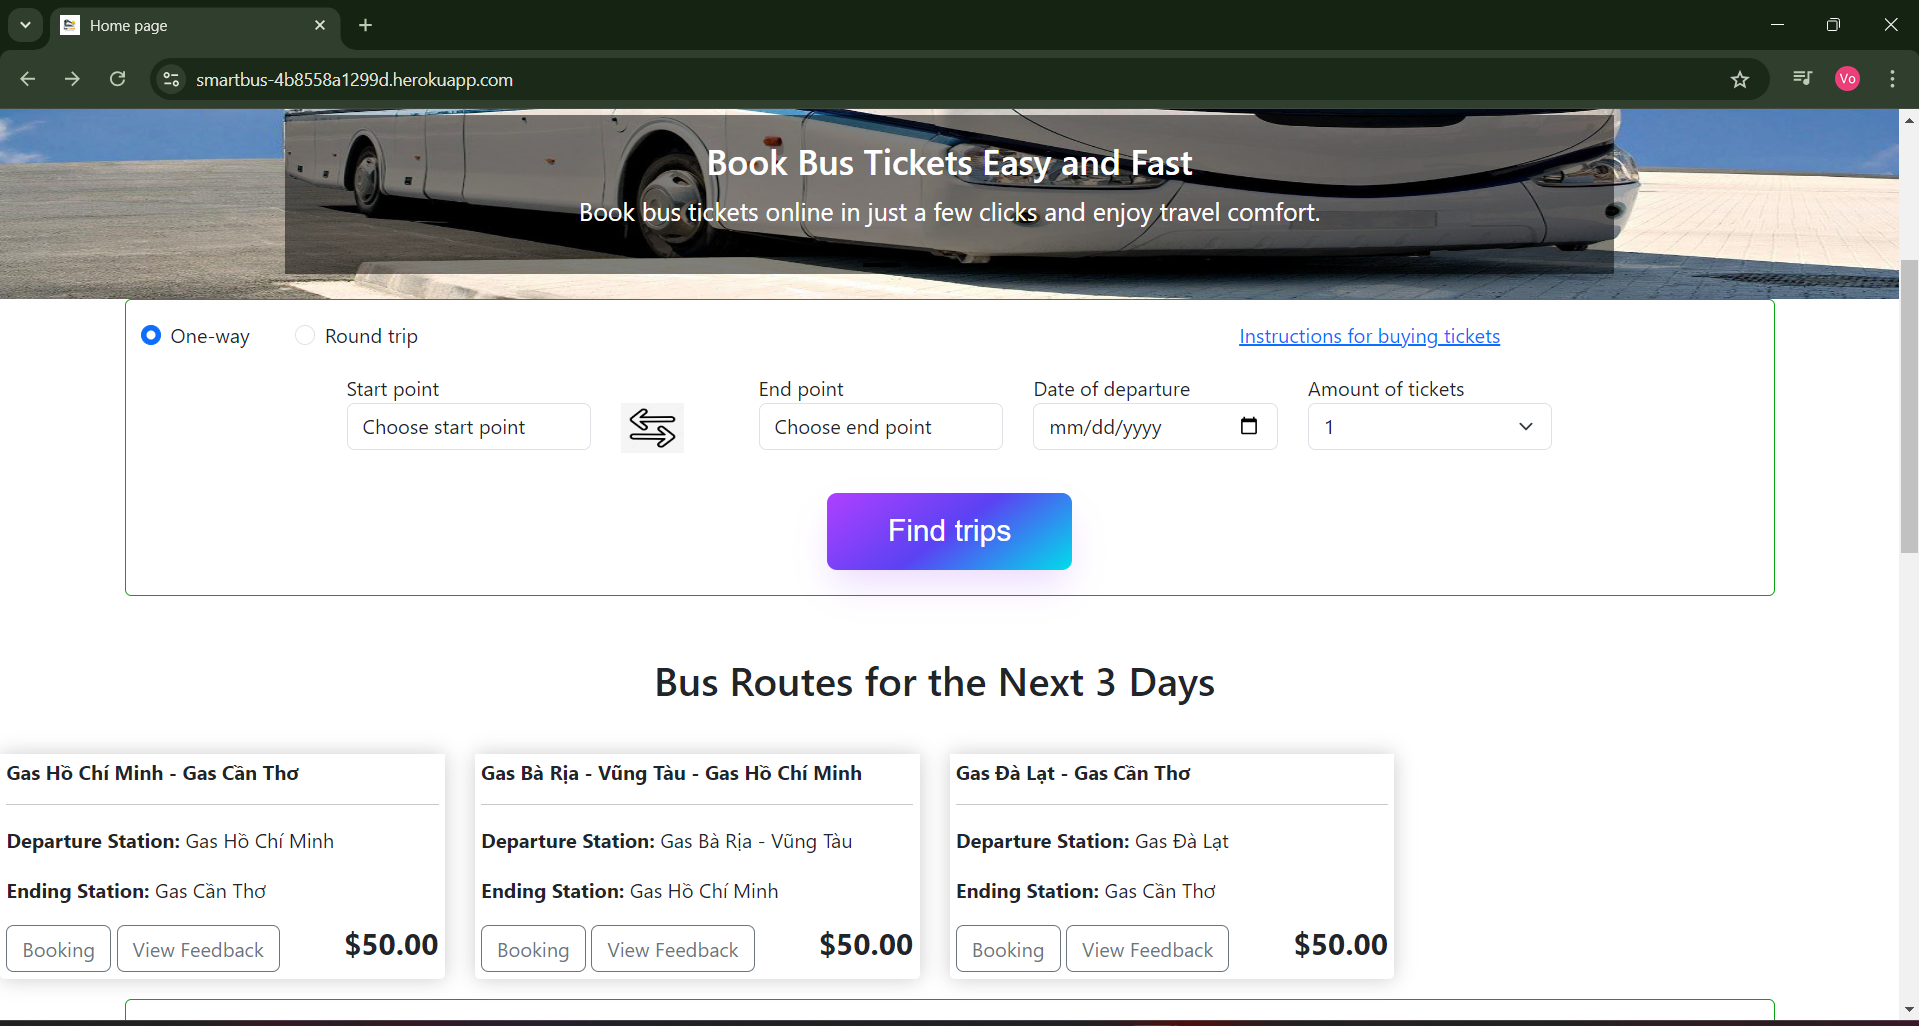 Home page
smartbus-4b8558a1299d.herokuapp.com
Vo
Book Bus Tickets Easy and Fast
Book bus tickets online in just a few clicks and enjoy travel comfort.
One-way Round trip Instructions for buying tickets
Start point End point Date of departure Amount of tickets
Choose start point Choose end point mm/dd/yyyy 1
Find trips
Bus Routes for the Next 3 Days
Gas Hồ Chí Minh - Gas Cần Thơ
Departure Station: Gas Hồ Chí Minh
Ending Station: Gas Cần Thơ
Booking View Feedback $50.00
Gas Bà Rịa - Vũng Tàu - Gas Hồ Chí Minh
Departure Station: Gas Bà Rịa - Vũng Tàu
Ending Station: Gas Hồ Chí Minh
Booking View Feedback $50.00
Gas Đà Lạt - Gas Cần Thơ
Departure Station: Gas Đà Lạt
Ending Station: Gas Cần Thơ
Booking View Feedback $50.00